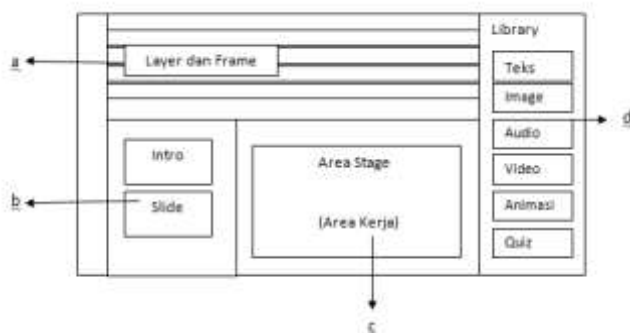 Library
a
Layer dan Frame
Teks
Image
d
Audio
Intro
Area Stage
Video
b
Slide
(Area Kerja)
Animasi
Quiz
c